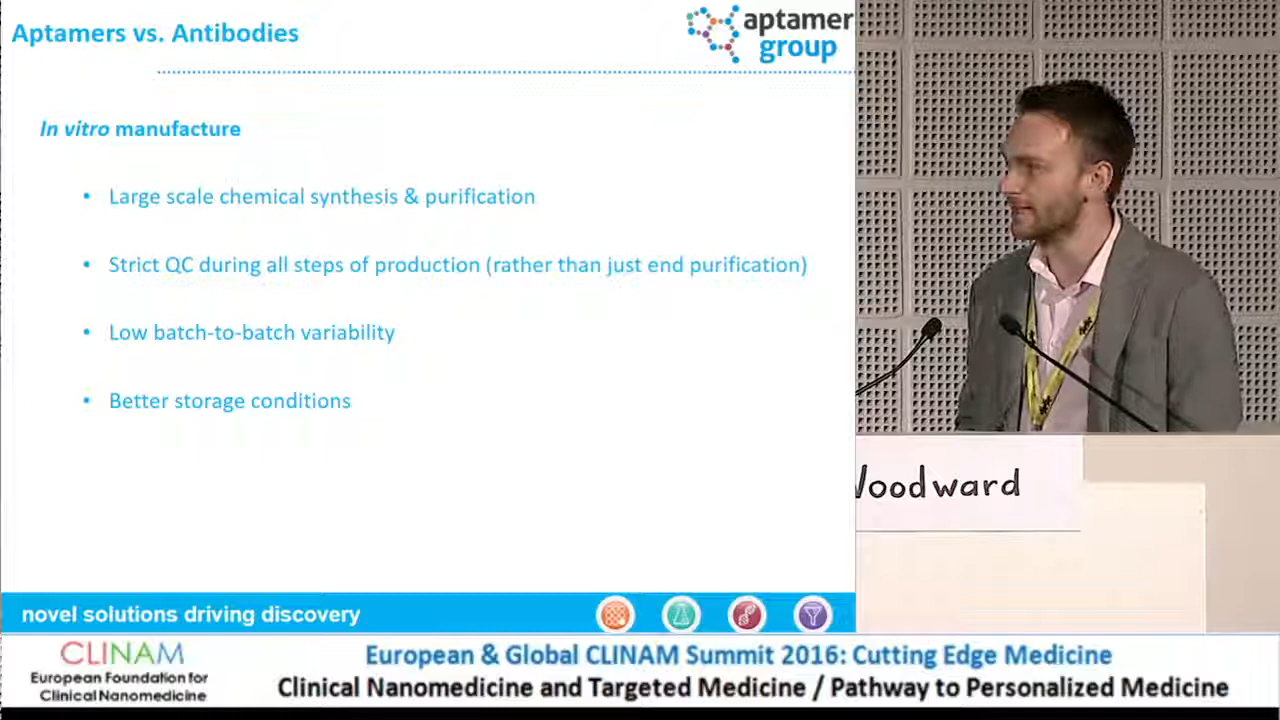 Aptamers vs. Antibodies
aptamer
group
In vitro manufacture
• Large scale chemical synthesis & purification
• Strict QC during all steps of production (rather than just end purification)
• Low batch-to-batch variability
• Better storage conditions
Woodward
novel solutions driving discovery
CLINAM
European Foundation for
Clinical Nanomedicine
European & Global CLINAM Summit 2016: Cutting Edge Medicine
Clinical Nanomedicine and Targeted Medicine / Pathway to Personalized Medicine